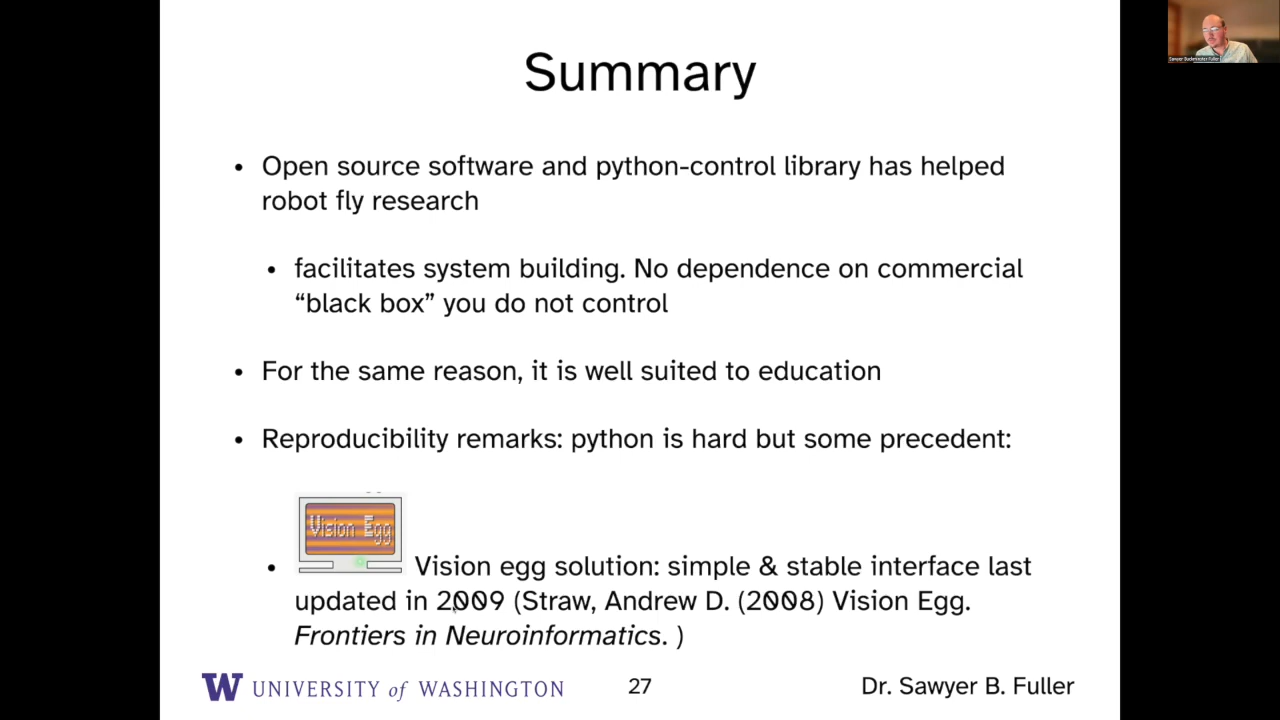 Summary
• Open source software and python-control library has helped
robot fly research
• facilitates system building. No dependence on commercial
“black box” you do not control
• For the same reason, it is well suited to education
• Reproducibility remarks: python is hard but some precedent:
Vision Egg
• Vision egg solution: simple & stable interface last
updated in 2009 (Straw, Andrew D. (2008) Vision Egg.
Frontiers in Neuroinformatics. )
W UNIVERSITY of WASHINGTON
27
Dr. Sawyer B. Fuller